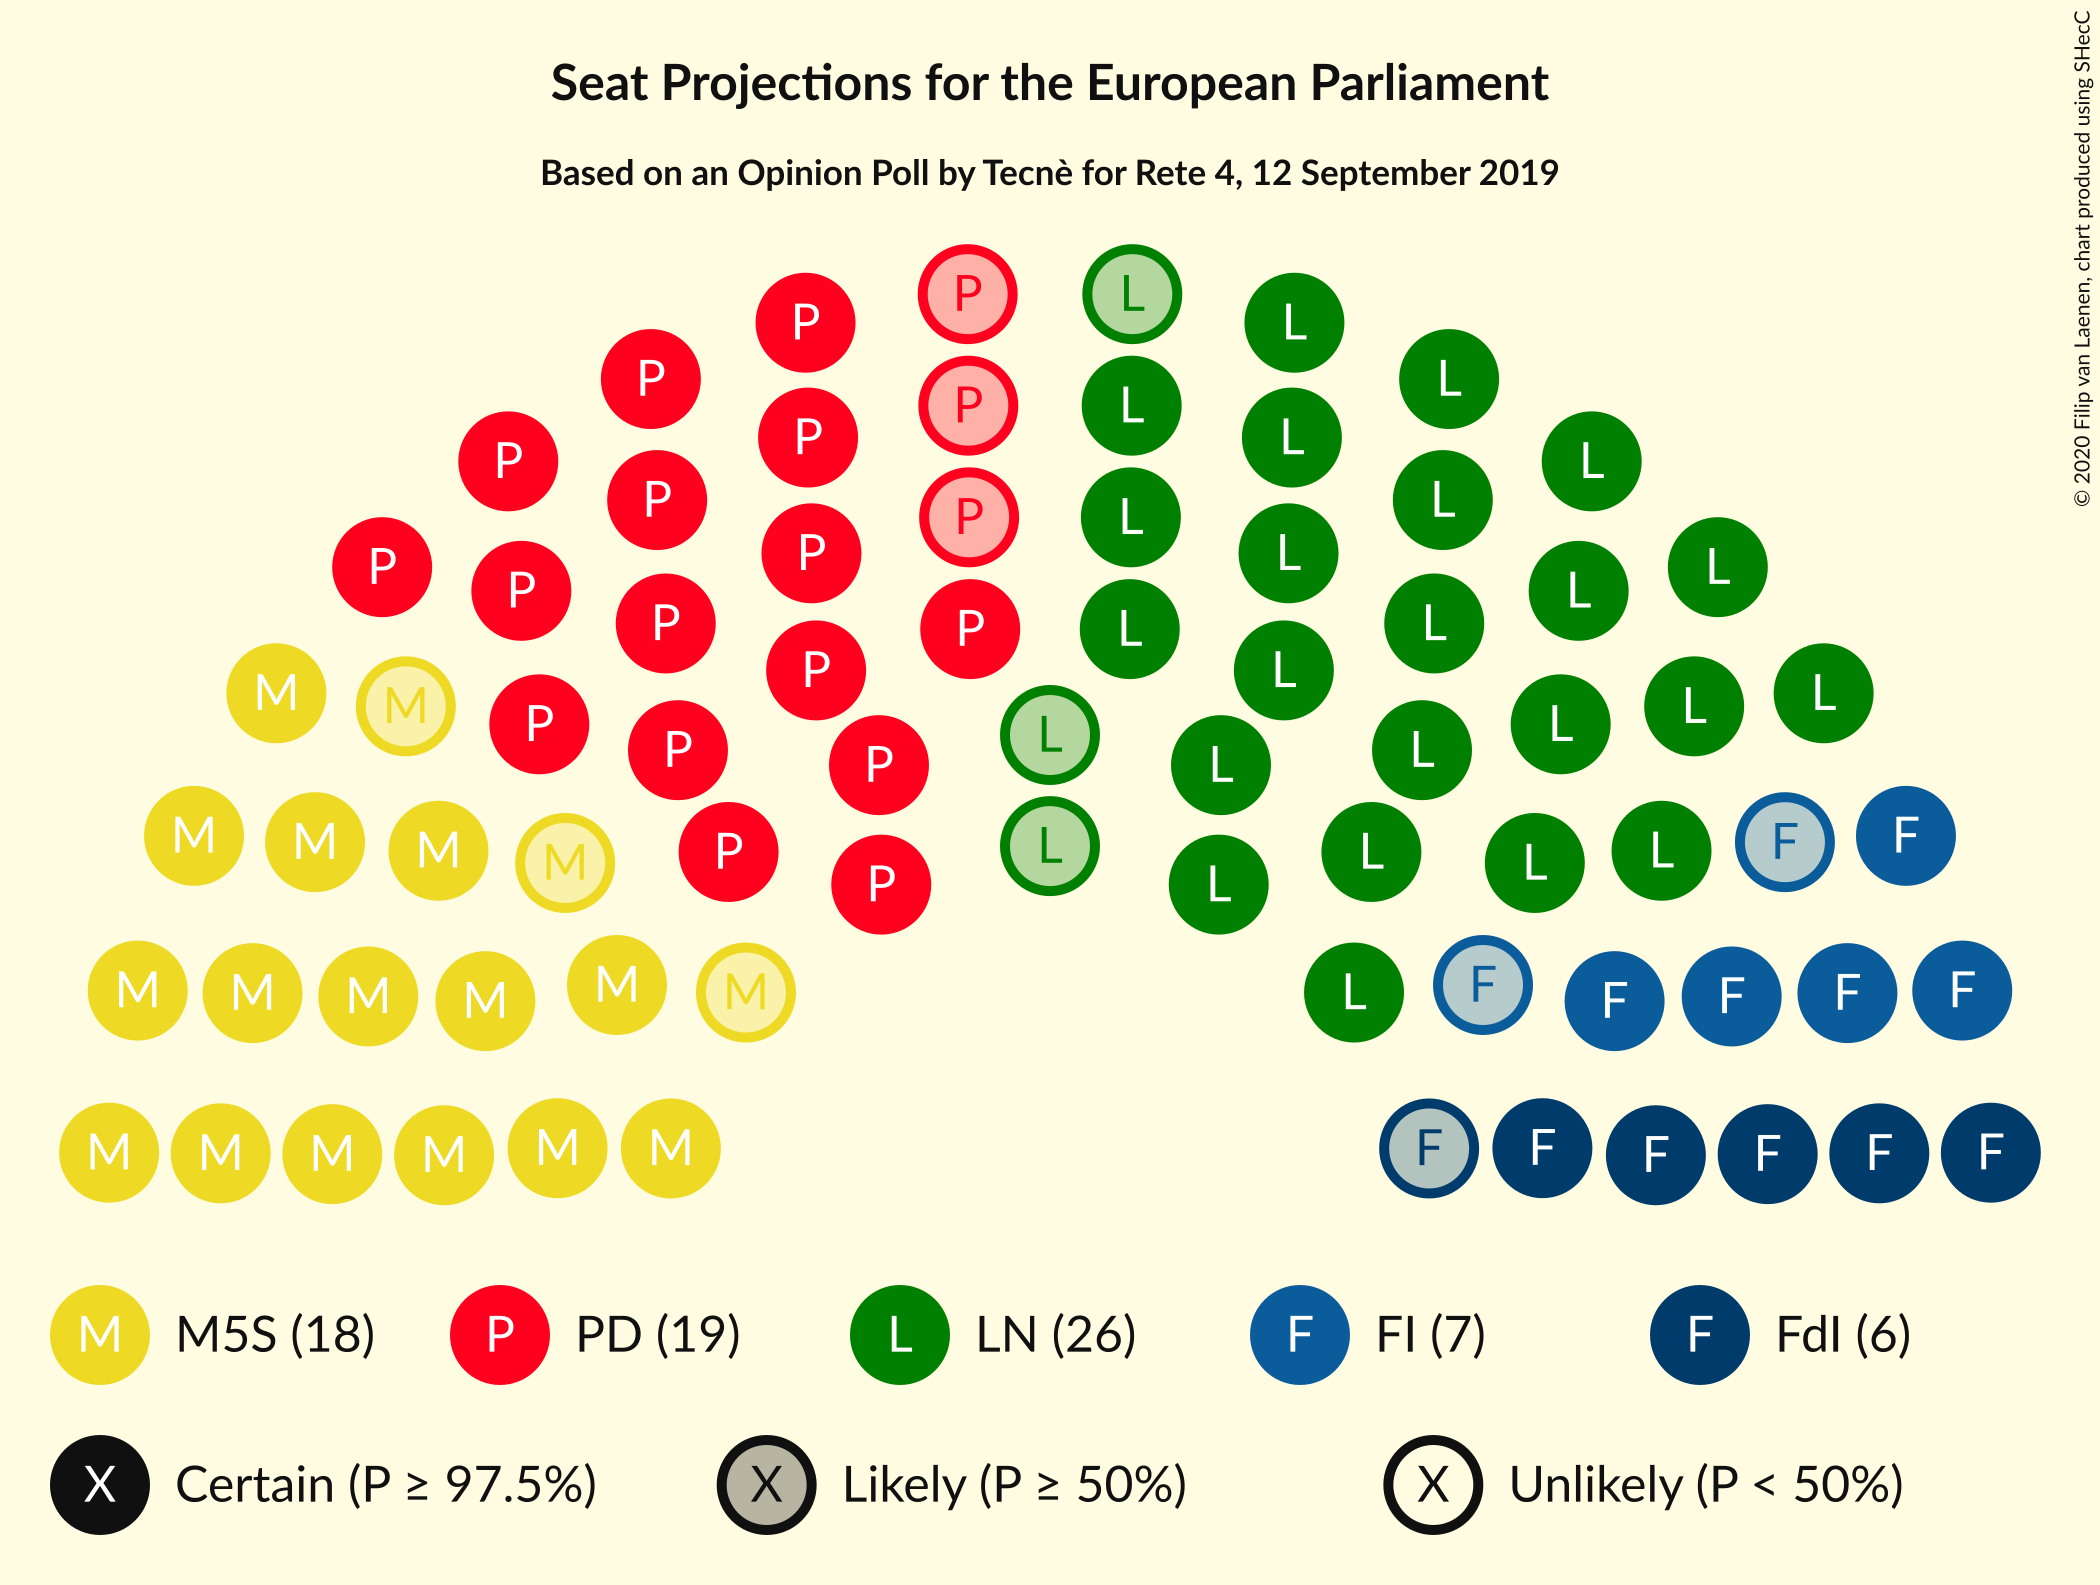 Seat Projections for the European Parliament
Based on an Opinion Poll by Tecnè for Rete 4, 12 September 2019
© 2020 Filip van Laenen, chart produced using SHecC
P L
P L
P L
P P L L
P L
P L
P P L L
P L
P P L L
P P L L
P P L L
M M P P P L L L L L L
P L
M M M M P P L L L L L F F
M M M M M M L F F F F F
M M M M M M F F F F F F
M M5S (18) P PD (19) L LN (26) F FI (7) F FdI (6)
X Certain (P ≥ 97.5%) X Likely (P ≥ 50%) X Unlikely (P < 50%)